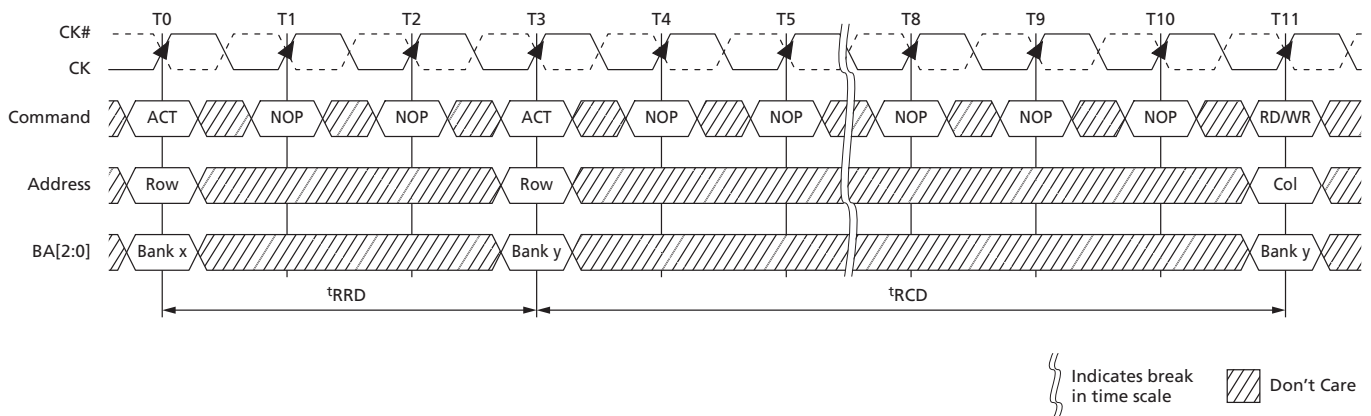 T0 T1 T2 T3 T4 T5 T8 T9 T10 T11
CK#
CK
Command ACT NOP NOP ACT NOP NOP NOP NOP NOP RD/WR
Address Row Row Col
BA[2:0] Bank x Bank y Bank y
tRRD tRCD
Indicates break
in time scale
Don't Care